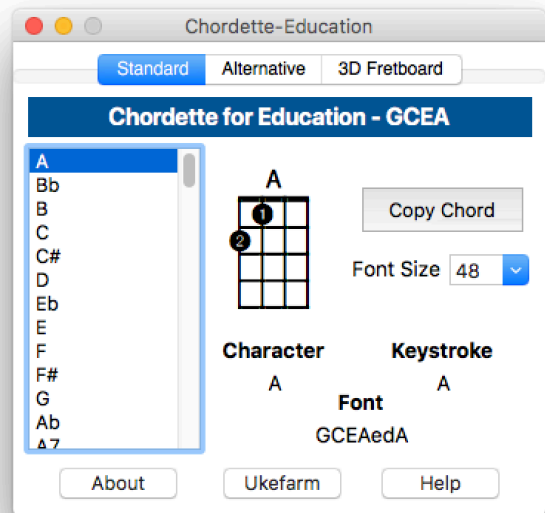 Chordette-Education
Standard Alternative 3D Fretboard
Chordette for Education - GCEA
A
Bb
B
C
C#
D
Eb
E
F
F#
G
Ab
A7
A
1
2
Copy Chord
Font Size 48
Character Keystroke
A A
Font
GCEAedA
About Ukefarm Help